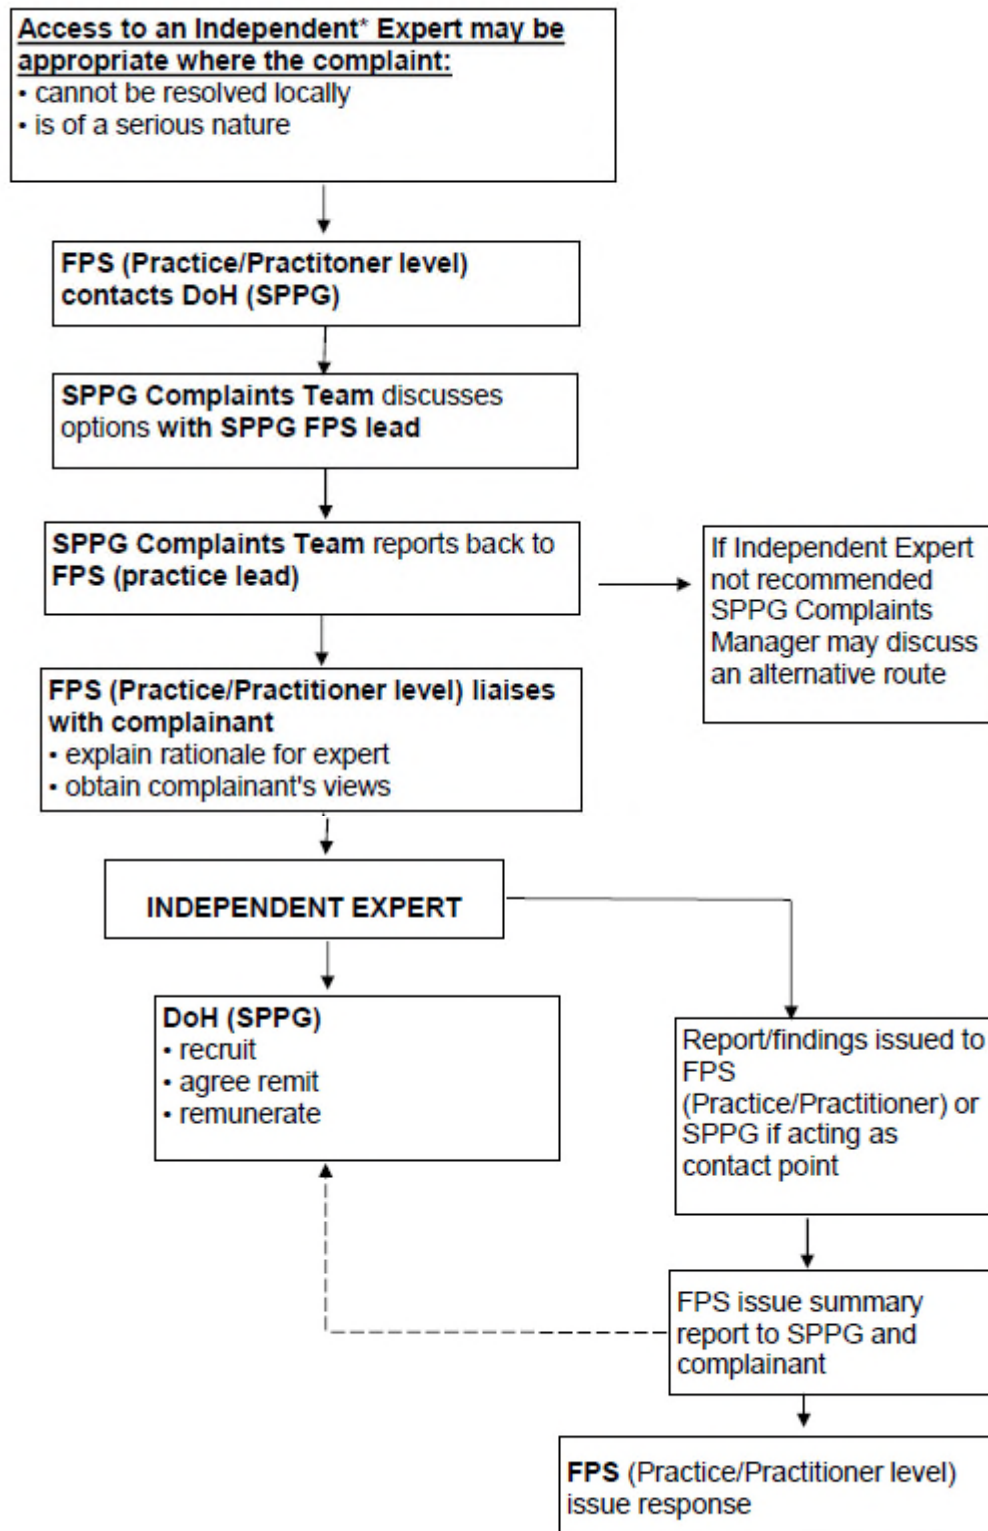 Access to an Independent* Expert may be
appropriate where the complaint:
• cannot be resolved locally
• is of a serious nature
FPS (Practice/Practitoner level)
contacts DoH (SPPG)
SPPG Complaints Team discusses
options with SPPG FPS lead
SPPG Complaints Team reports back to
FPS (practice lead)
If Independent Expert
not recommended
SPPG Complaints
Manager may discuss
an alternative route
FPS (Practice/Practitioner level) liaises
with complainant
• explain rationale for expert
• obtain complainant's views
INDEPENDENT EXPERT
DoH (SPPG)
• recruit
• agree remit
• remunerate
Report/findings issued to
FPS
(Practice/Practitioner) or
SPPG if acting as
contact point
FPS issue summary
report to SPPG and
complainant
FPS (Practice/Practitioner level)
issue response